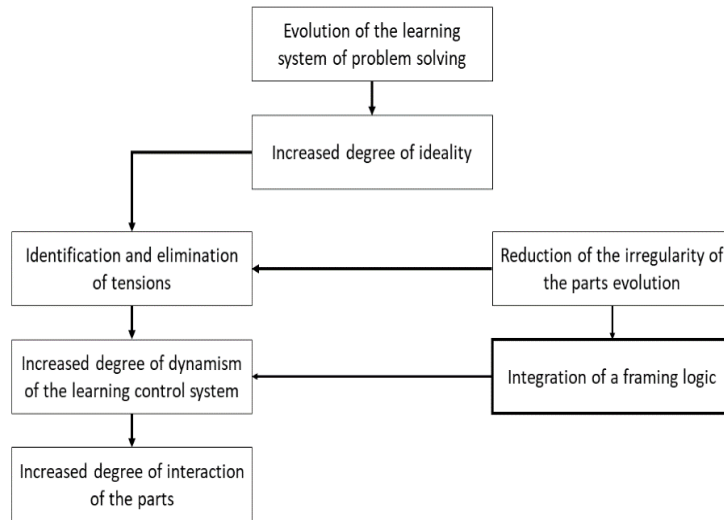 Evolution of the learning
system of problem solving
Increased degree of ideality
Identification and elimination
of tensions
Reduction of the irregularity of
the parts evolution
Increased degree of dynamism
of the learning control system
Integration of a framing logic
Increased degree of interaction
of the parts